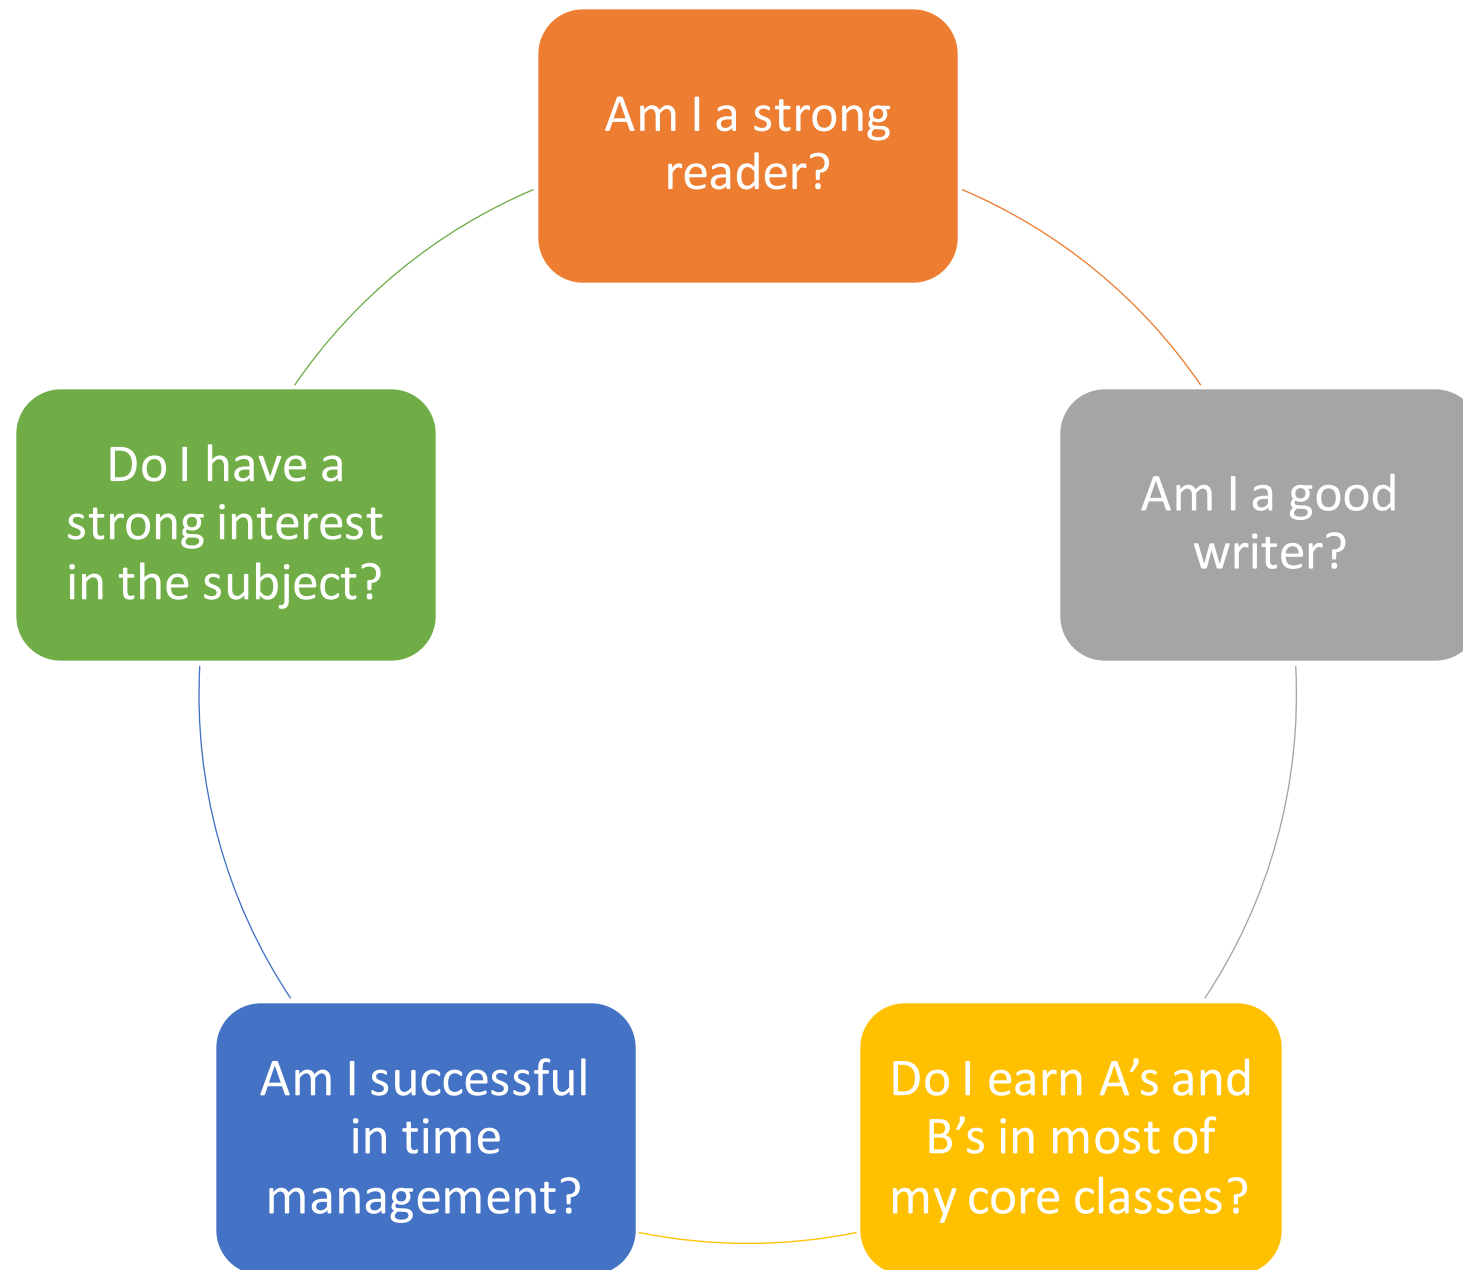 Am I a strong
reader?
Am I a good
writer?
Do I earn A’s and
B’s in most of
my core classes?
Am I successful
in time
management?
Do I have a
strong interest
in the subject?